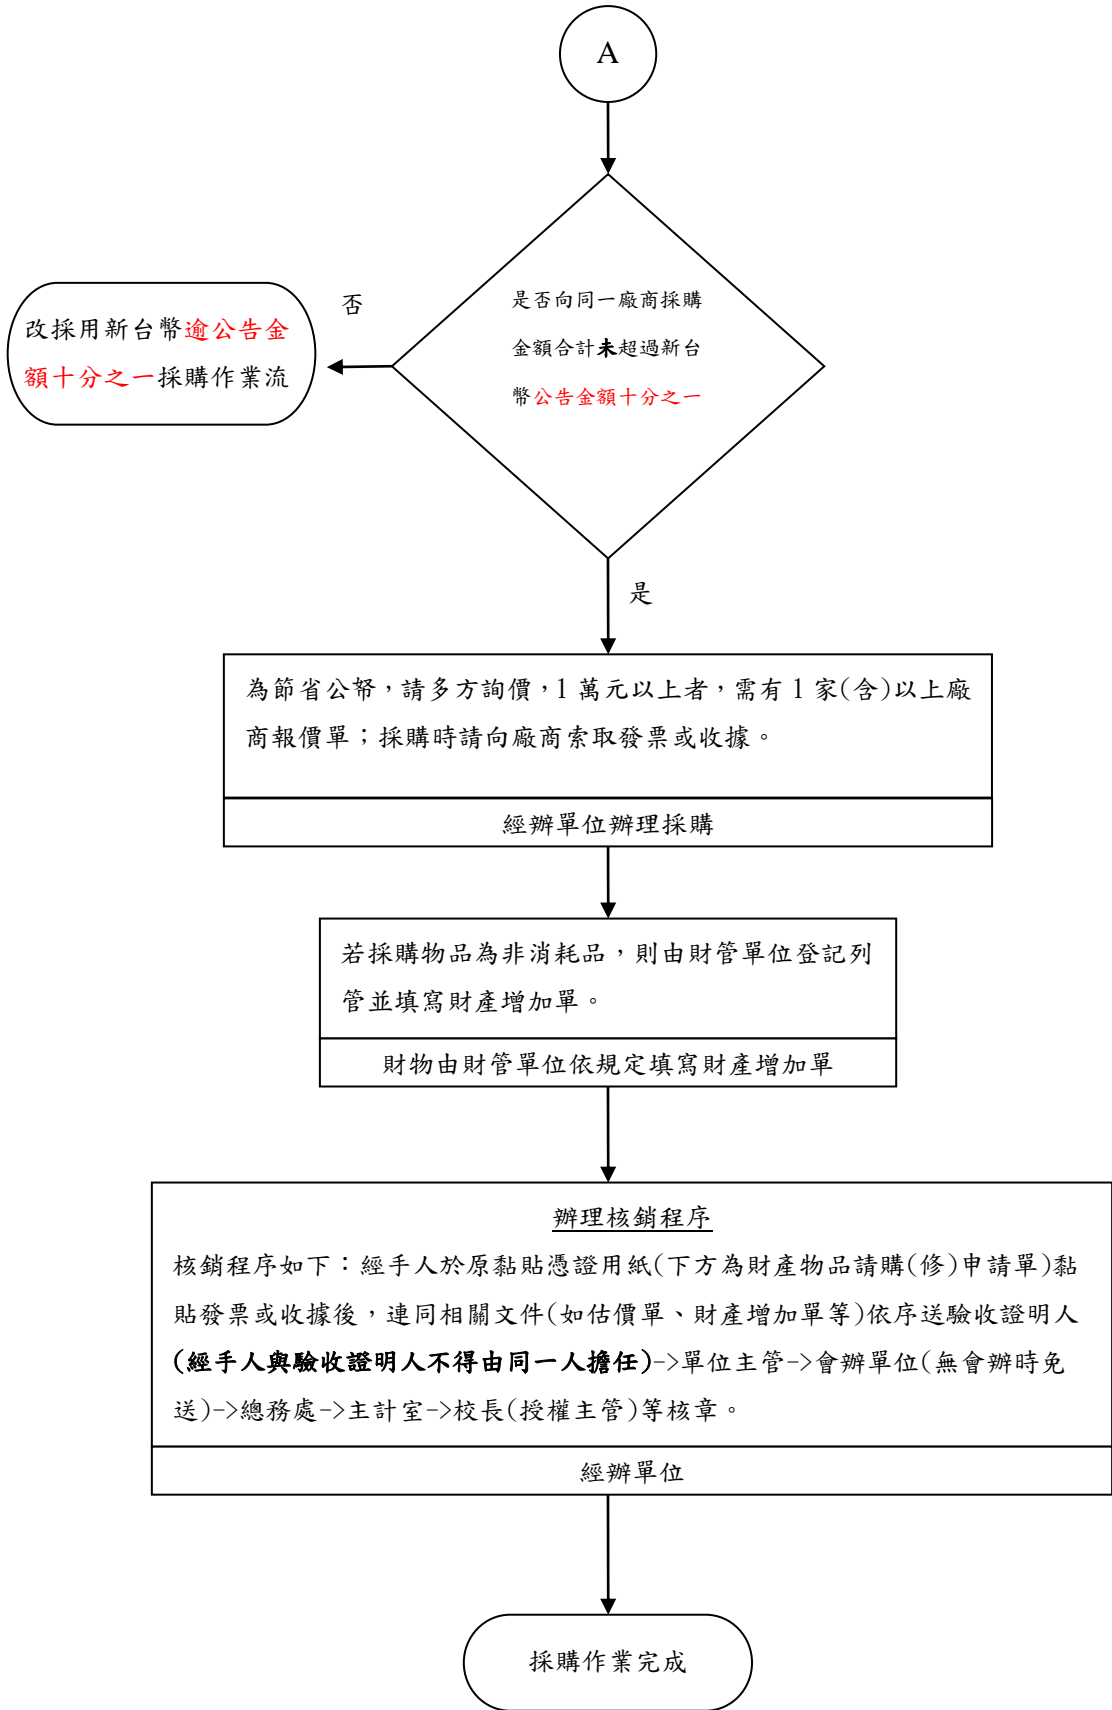 A
是否向同一廠商採購
金額合計未超過新台
幣公告金額十分之一
否
改採用新台幣逾公告金
額十分之一採購作業流
是
為節省公帑，請多方詢價，1 萬元以上者，需有 1 家(含)以上廠
商報價單；採購時請向廠商索取發票或收據。
經辦單位辦理採購
若採購物品為非消耗品，則由財管單位登記列
管並填寫財產增加單。
財物由財管單位依規定填寫財產增加單
辦理核銷程序
核銷程序如下：經手人於原黏貼憑證用紙(下方為財產物品請購(修)申請單)黏
貼發票或收據後，連同相關文件(如估價單、財產增加單等)依序送驗收證明人
(經手人與驗收證明人不得由同一人擔任)->單位主管->會辦單位(無會辦時免
送)->總務處->主計室->校長(授權主管)等核章。
經辦單位
採購作業完成